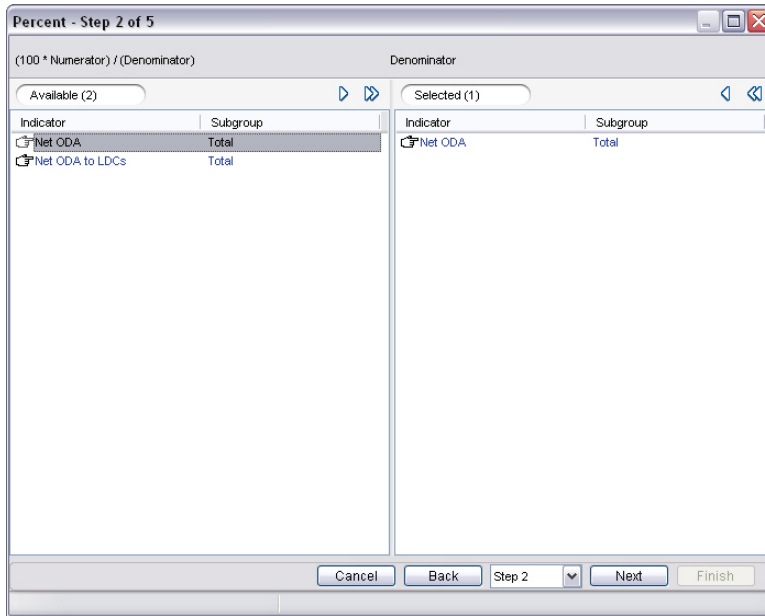 Percent - Step 2 of 5
(100 * Numerator) / (Denominator) Denominator
Available (2) Selected (1)
Indicator Subgroup Indicator Subgroup
Net ODA Total Net ODA Total
Net ODA to LDCs Total
Cancel Back Step 2 Next Finish